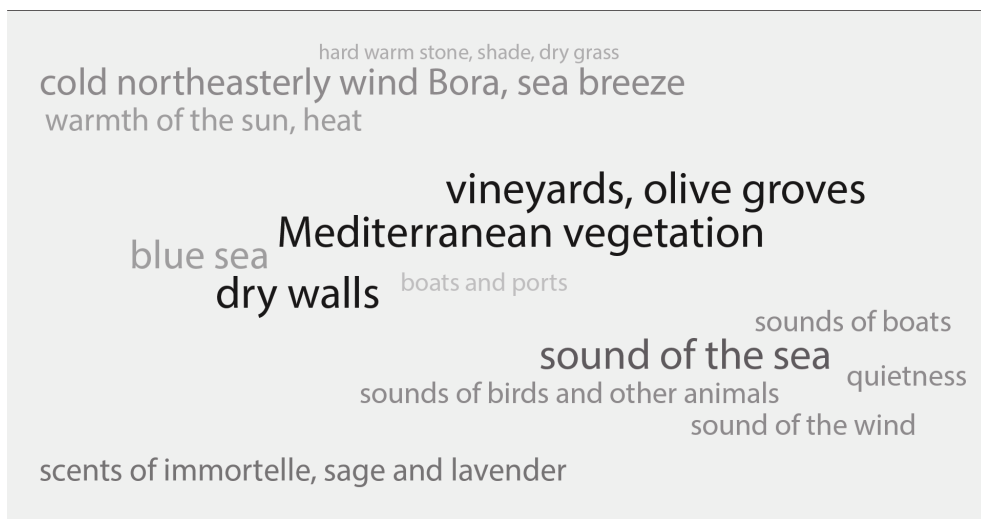 hard warm stone, shade, dry grass
cold northeasterly wind Bora, sea breeze
warmth of the sun, heat
vineyards, olive groves
Mediterranean vegetation
blue sea
dry walls
boats and ports
sounds of boats
sound of the sea
quietness
sounds of birds and other animals
sound of the wind
scents of immortelle, sage and lavender